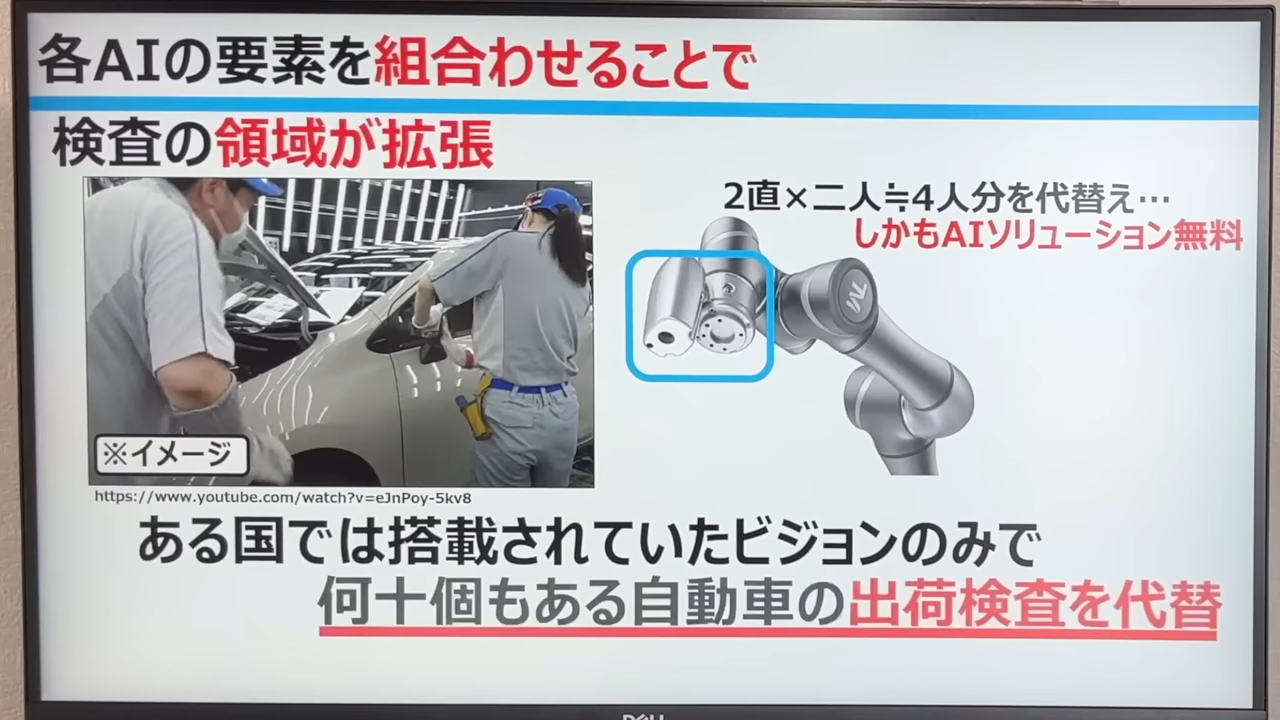 各AIの要素を組合わせることで
検査の領域が拡張
2直×二人≒4人分を代替え…
しかもAIソリューション無料
TM
※イメージ
https://www.youtube.com/watch?v=eJnPoy-5kv8
ある国では搭載されていたビジョンのみで
何十個もある自動車の出荷検査を代替